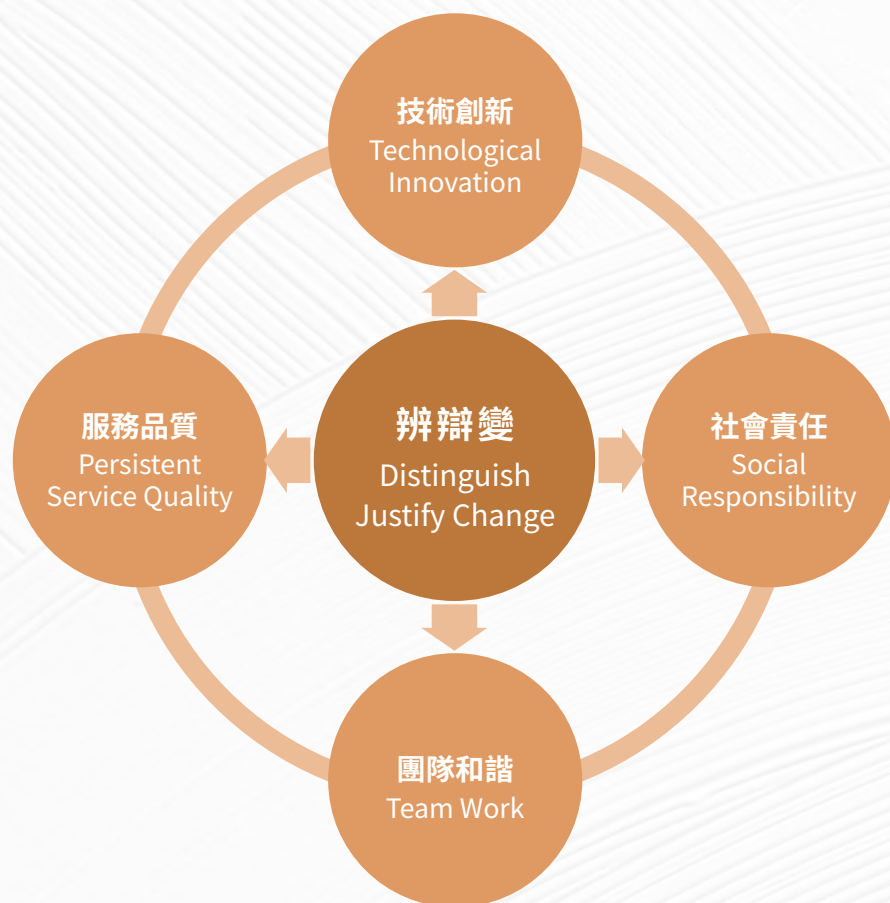 技術創新
Technological
Innovation
服務品質
Persistent
Service Quality
辨辯變
Distinguish
Justify Change
社會責任
Social
Responsibility
團隊和諧
Team Work